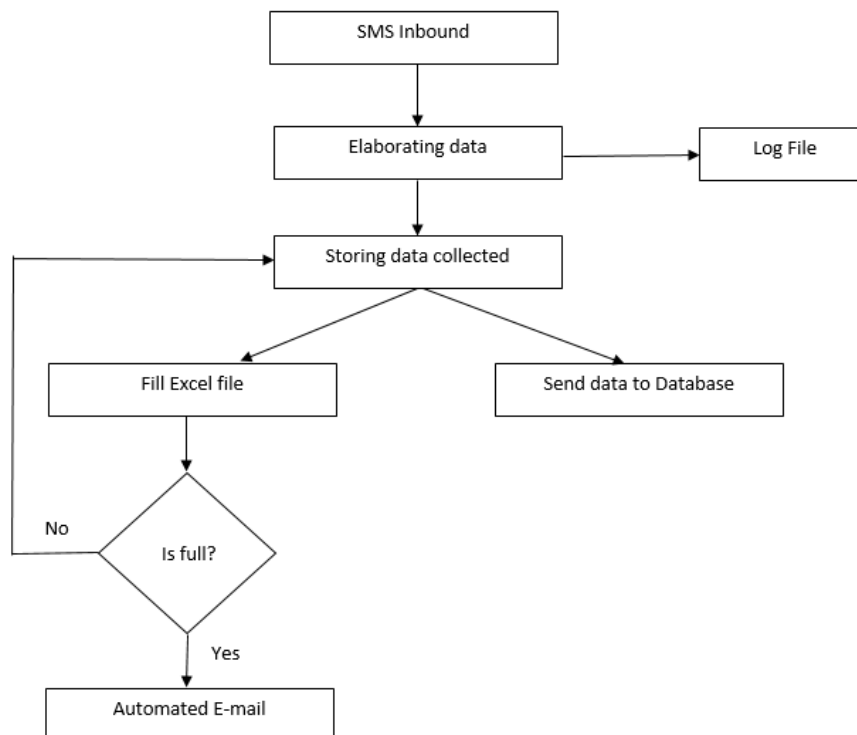 SMS Inbound
Elaborating data
Log File
Storing data collected
Fill Excel file
Send data to Database
No
Is full?
Yes
Automated E-mail